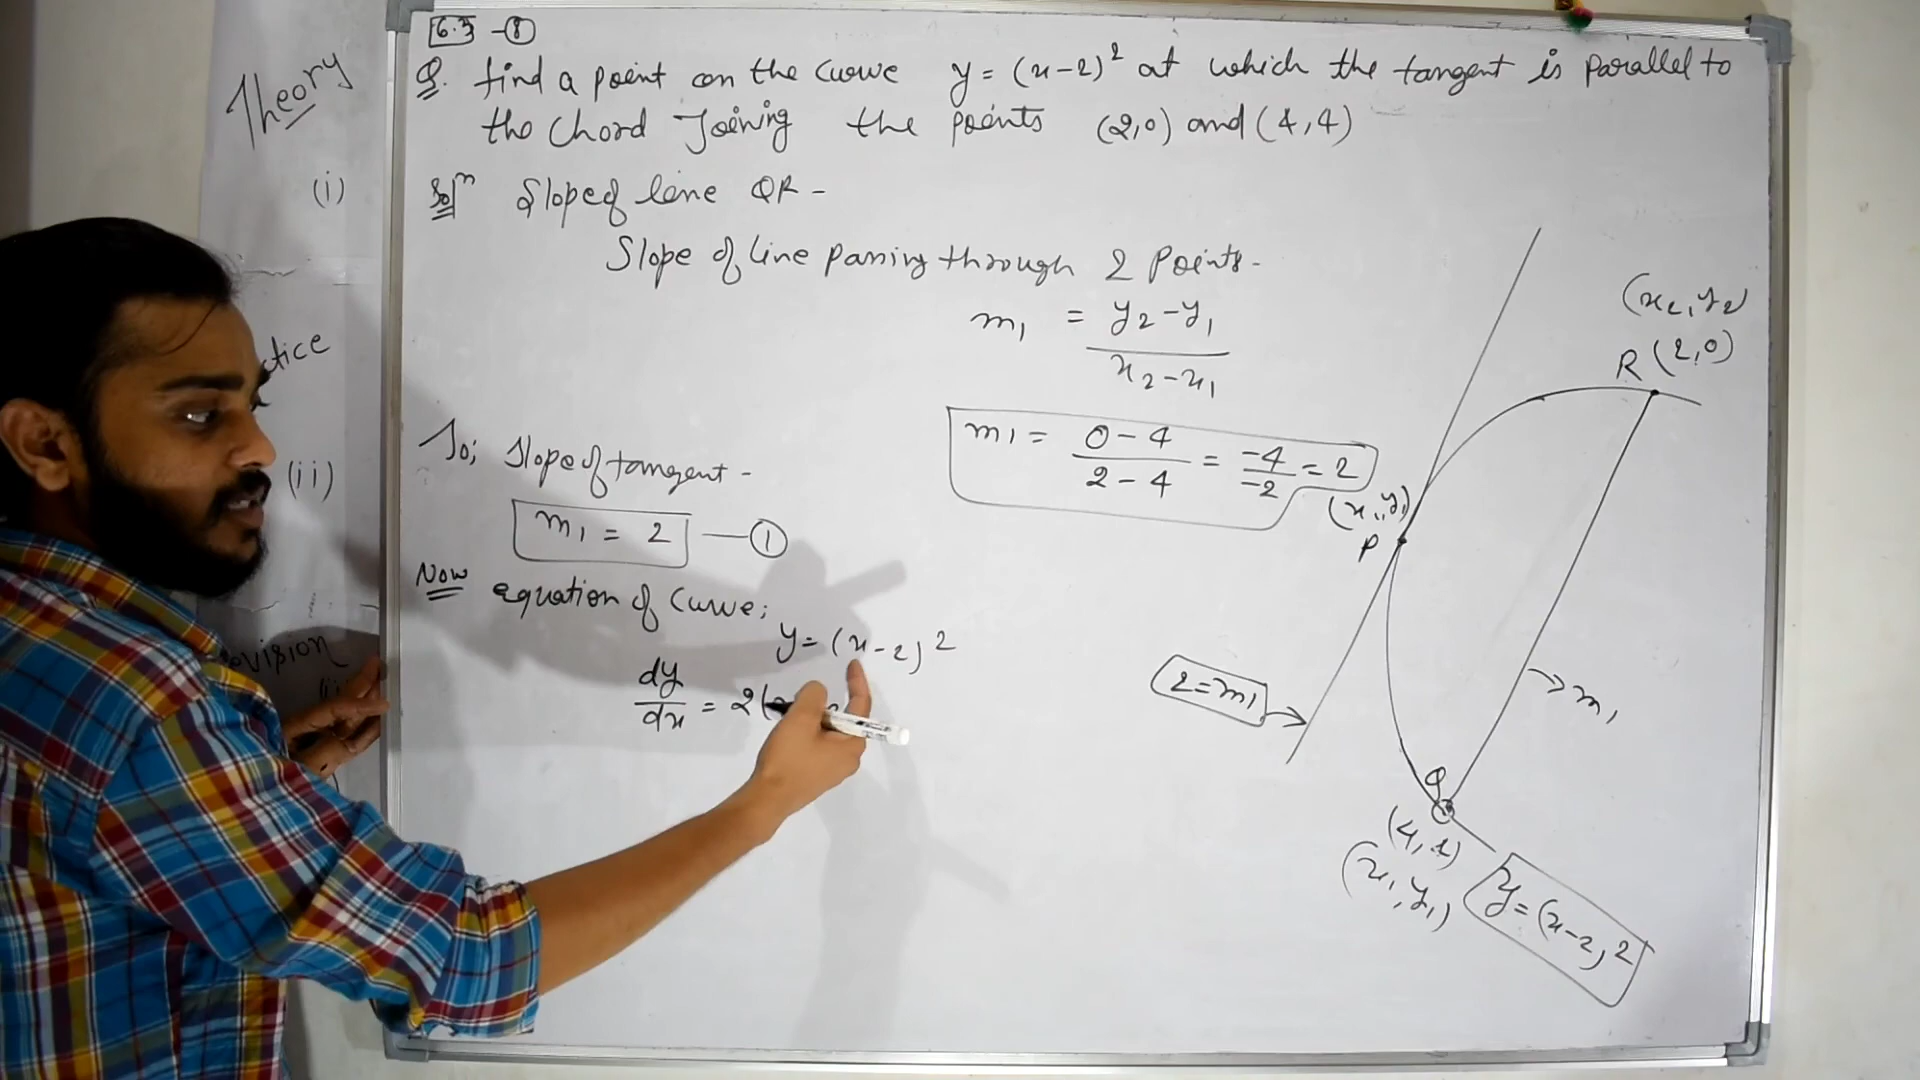 6.3 - 8
Q. find a point on the curve y = (x-2)² at which the tangent is parallel to
the chord Joining the points (2,0) and (4,4)
Solⁿ Slope of line QR -
Slope of line passing through 2 Points -
m₁ = y₂-y₁
x₂-x₁
m₁ = 0-4 = -4 = 2
2-4 -2
So; Slope of tangent -
m₁ = 2 — 1
Now equation of curve;
y = (x-2)²
dy
dx = 2(
(x₂,y₂)
R (2,0)
(x₁,y₁)
P
2=m₁
→m₁
Q
(4,4)
(x₁,y₁)
y=(x-2)²
Theory
(i)
ctice
(ii)
vision